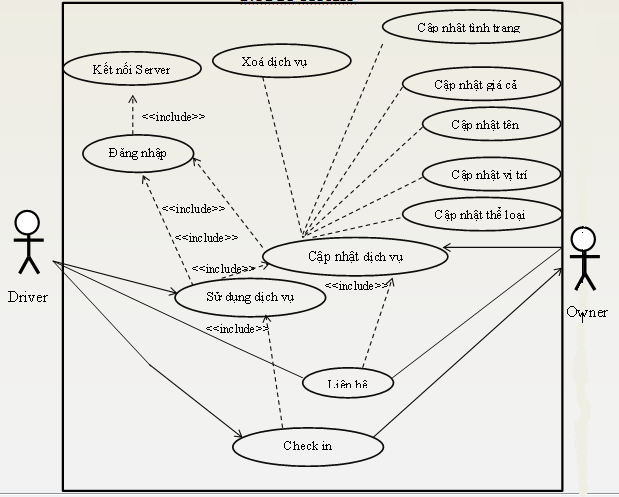 Cập nhật tình trạng
Xoá dịch vụ
Kết nối Server
Cập nhật giá cả
<<include>>
Cập nhật tên
Đăng nhập
Cập nhật vị trí
<<include>>
Cập nhật thể loại
<<include>>
Cập nhật dịch vụ
<<include>>
<<include>>
Driver
Sử dụng dịch vụ
Owner
<<include>>
Liên hệ
Check in